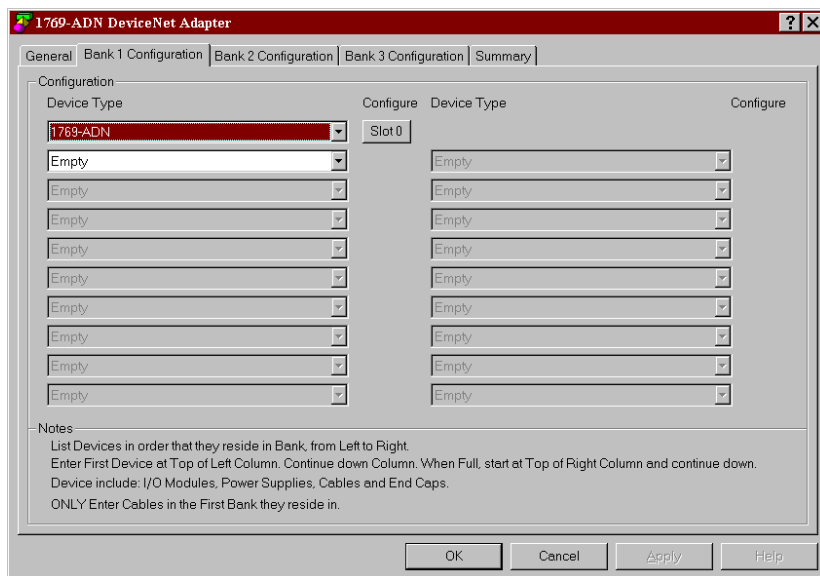 1769-ADN DeviceNet Adapter
General Bank 1 Configuration Bank 2 Configuration Bank 3 Configuration Summary
Configuration
Device Type Configure Device Type Configure
1769-ADN Slot 0
Empty Empty
Empty Empty
Empty Empty
Empty Empty
Empty Empty
Empty Empty
Empty Empty
Empty Empty
Empty Empty
Notes
List Devices in order that they reside in Bank, from Left to Right.
Enter First Device at Top of Left Column. Continue down Column. When Full, start at Top of Right Column and continue down.
Device include: I/O Modules, Power Supplies, Cables and End Caps.
ONLY Enter Cables in the First Bank they reside in.
OK Cancel Apply Help